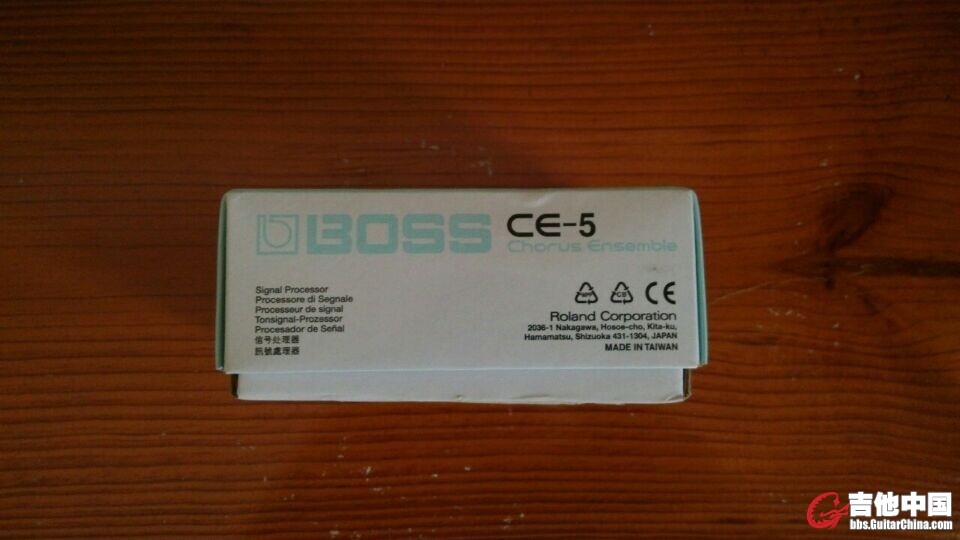 BOSS CE-5
Chorus Ensemble
Signal Processor
Processore di Segnale
Processeur de signal
Tonsignal-Prozessor
Procesador de Señal
信号处理器
訊號處理器
PAPP PCB CE
Roland Corporation
2036-1 Nakagawa, Hosoe-cho, Kita-ku,
Hamamatsu, Shizuoka 431-1304, JAPAN
MADE IN TAIWAN
吉他中国
bbs.GuitarChina.com